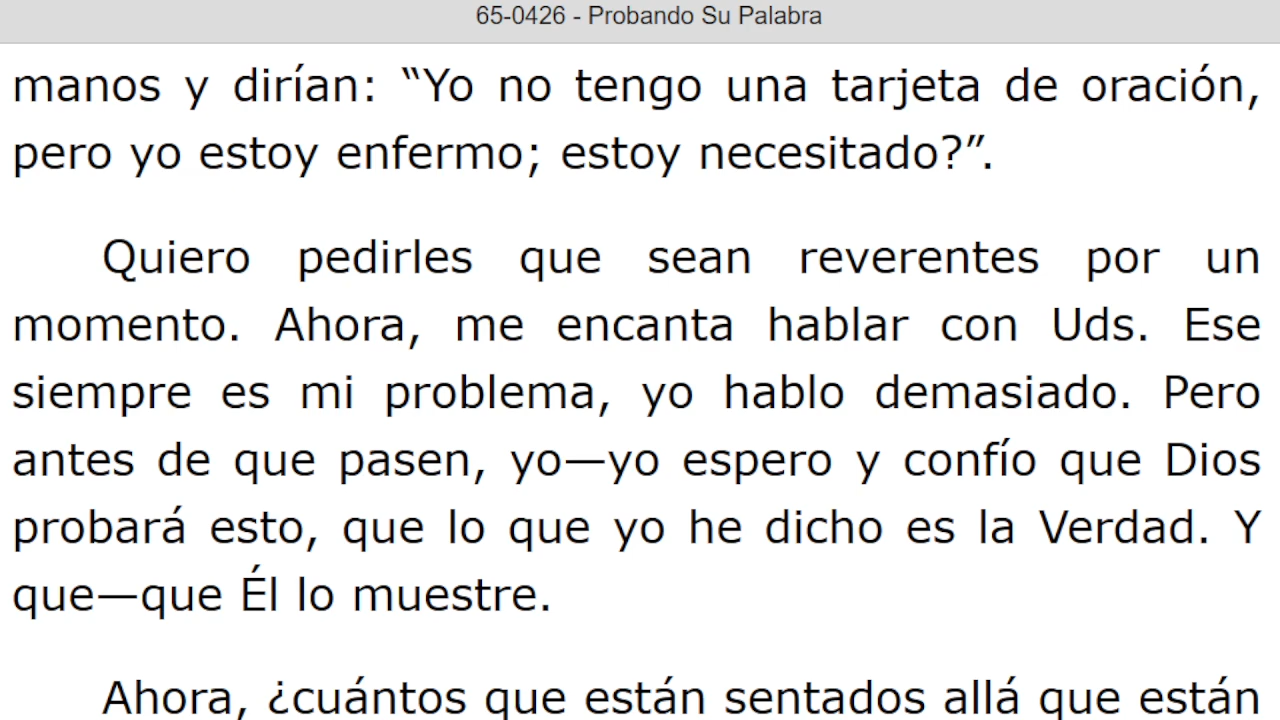 65-0426 - Probando Su Palabra
manos y dirían: “Yo no tengo una tarjeta de oración,
pero yo estoy enfermo; estoy necesitado?”.
Quiero pedirles que sean reverentes por un
momento. Ahora, me encanta hablar con Uds. Ese
siempre es mi problema, yo hablo demasiado. Pero
antes de que pasen, yo—yo espero y confío que Dios
probará esto, que lo que yo he dicho es la Verdad. Y
que—que Él lo muestre.
Ahora, ¿cuántos que están sentados allá que están